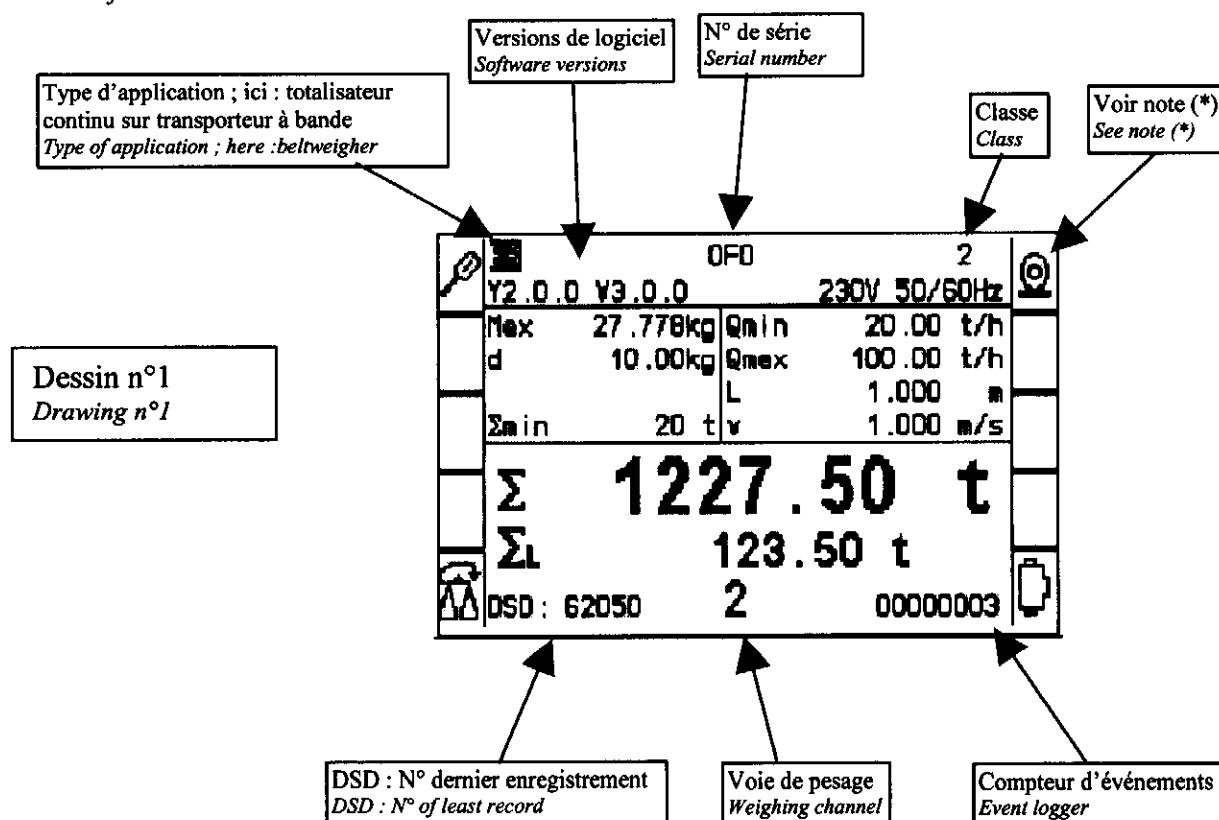 Versions de logiciel
Software versions
N° de série
Serial number
Type d'application ; ici : totalisateur
continu sur transporteur à bande
Type of application ; here :beltweigher
Classe
Class
Voir note (*)
See note (*)
0F0 2
V2.0.0 V3.0.0 230V 50/60Hz
Max 27.778kg Qmin 20.00 t/h
d 10.00kg Qmax 100.00 t/h
L 1.000 m
Σmin 20 t v 1.000 m/s
Dessin n°1
Drawing n°1
Σ 1227.50 t
ΣL 123.50 t
DSD: 62050 2 00000003
DSD : N° dernier enregistrement
DSD : N° of least record
Voie de pesage
Weighing channel
Compteur d'événements
Event logger